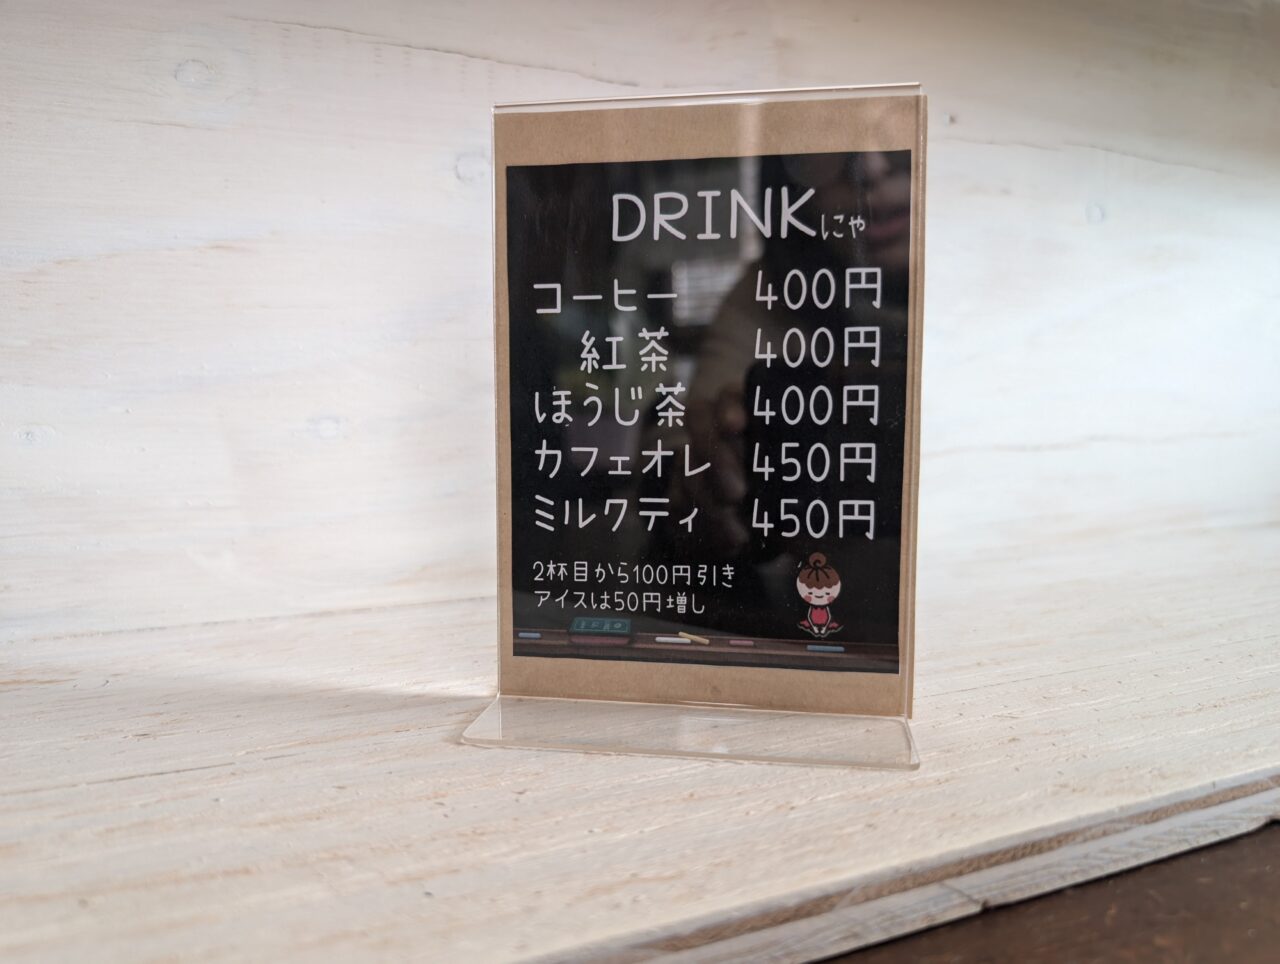 DRINKにゃ
コーヒー 400円
紅茶 400円
ほうじ茶 400円
カフェオレ 450円
ミルクティ 450円
2杯目から100円引き
アイスは50円増し